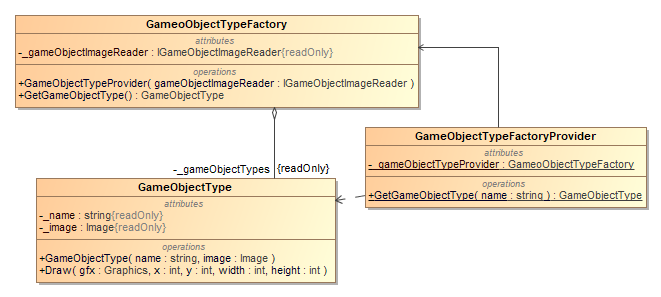 GameoObjectTypeFactory
attributes
-_gameObjectImageReader : IGameObjectImageReader{readOnly}
operations
+GameObjectTypeProvider( gameObjectImageReader : IGameObjectImageReader )
+GetGameObjectType() : GameObjectType
GameObjectTypeFactoryProvider
attributes
-_gameObjectTypeProvider : GameoObjectTypeFactory
operations
+GetGameObjectType( name : string ) : GameObjectType
-_gameObjectTypes {readOnly}
GameObjectType
attributes
-_name : string{readOnly}
-_image : Image{readOnly}
operations
+GameObjectType( name : string, image : Image )
+Draw( gfx : Graphics, x : int, y : int, width : int, height : int )